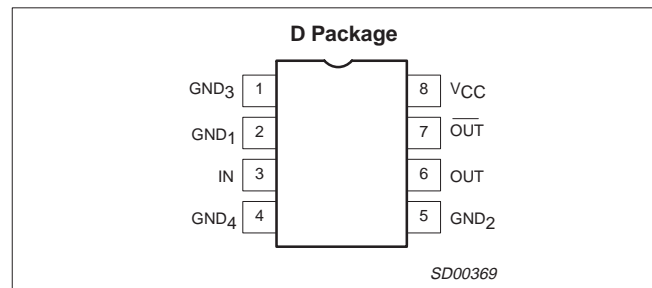 D Package
GND3 1 8 VCC
GND1 2 7 OUT
IN 3 6 OUT
GND4 4 5 GND2
SD00369